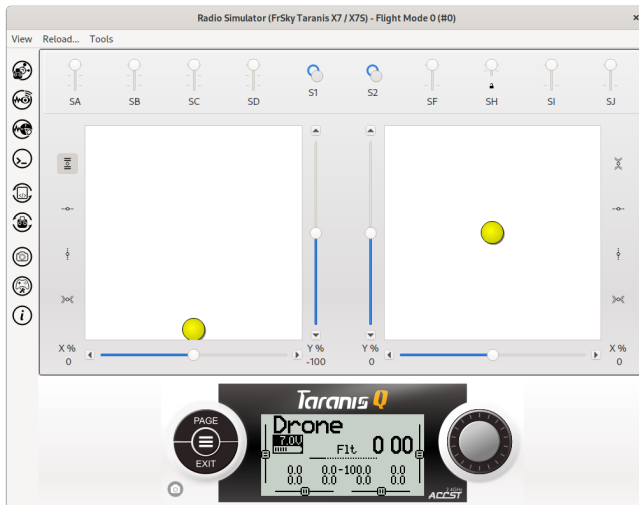 Radio Simulator (FrSky Taranis X7 / X7S) - Flight Mode 0 (#0)
View Reload... Tools
SA SB SC SD S1 S2 SF SH SI SJ
X % Y % Y % X %
0 -100 0 0
Taranis Q
PAGE
EXIT
Drone
7.0V
Flt 0 00
0.0 0.0 -100.0 0.0
0.0 0.0 0.0 0.0
2.4GHz
ACCST